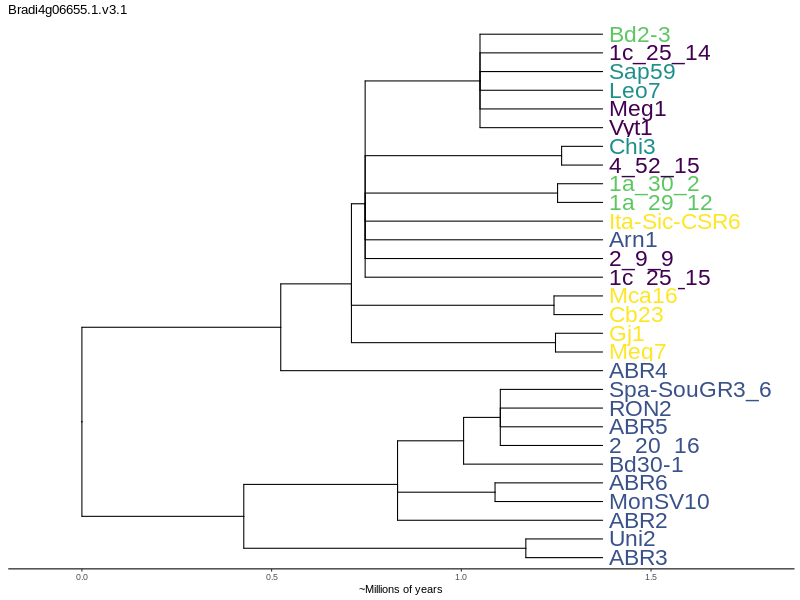 Bradi4g06655.1.v3.1
Bd2-3
1c_25_14
Sap59
Leo7
Meg1
Vyt1
Chi3
4_52_15
1a_30_2
1a_29_12
Ita-Sic-CSR6
Arn1
2_9_9
1c_25_15
Mca16
Cb23
Gj1
Meg7
ABR4
Spa-SouGR3_6
RON2
ABR5
2_20_16
Bd30-1
ABR6
MonSV10
ABR2
Uni2
ABR3
0.0 0.5 1.0 1.5
~Millions of years